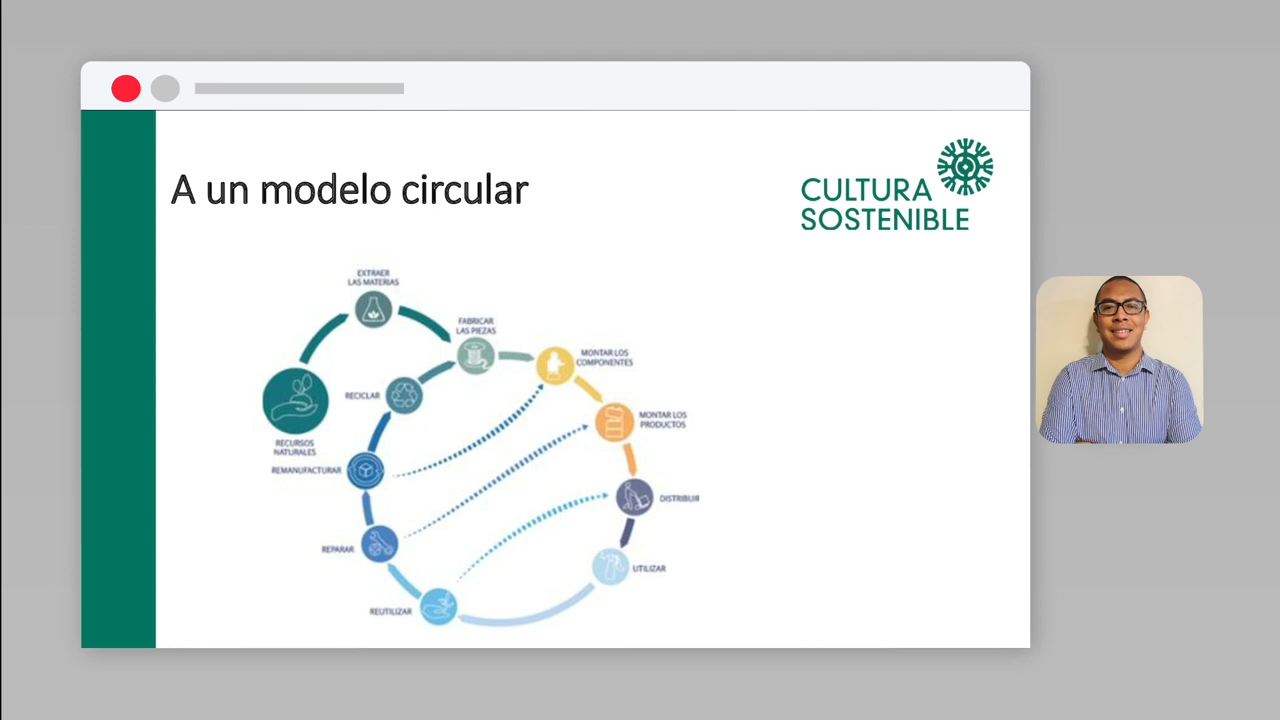 A un modelo circular
CULTURA
SOSTENIBLE
EXTRAER
LAS MATERIAS
FABRICAR
LAS PIEZAS
MONTAR LOS
COMPONENTES
RECICLAR
MONTAR LOS
PRODUCTOS
RECURSOS
NATURALES
REMANUFACTURAR
DISTRIBUIR
REPARAR
UTILIZAR
REUTILIZAR